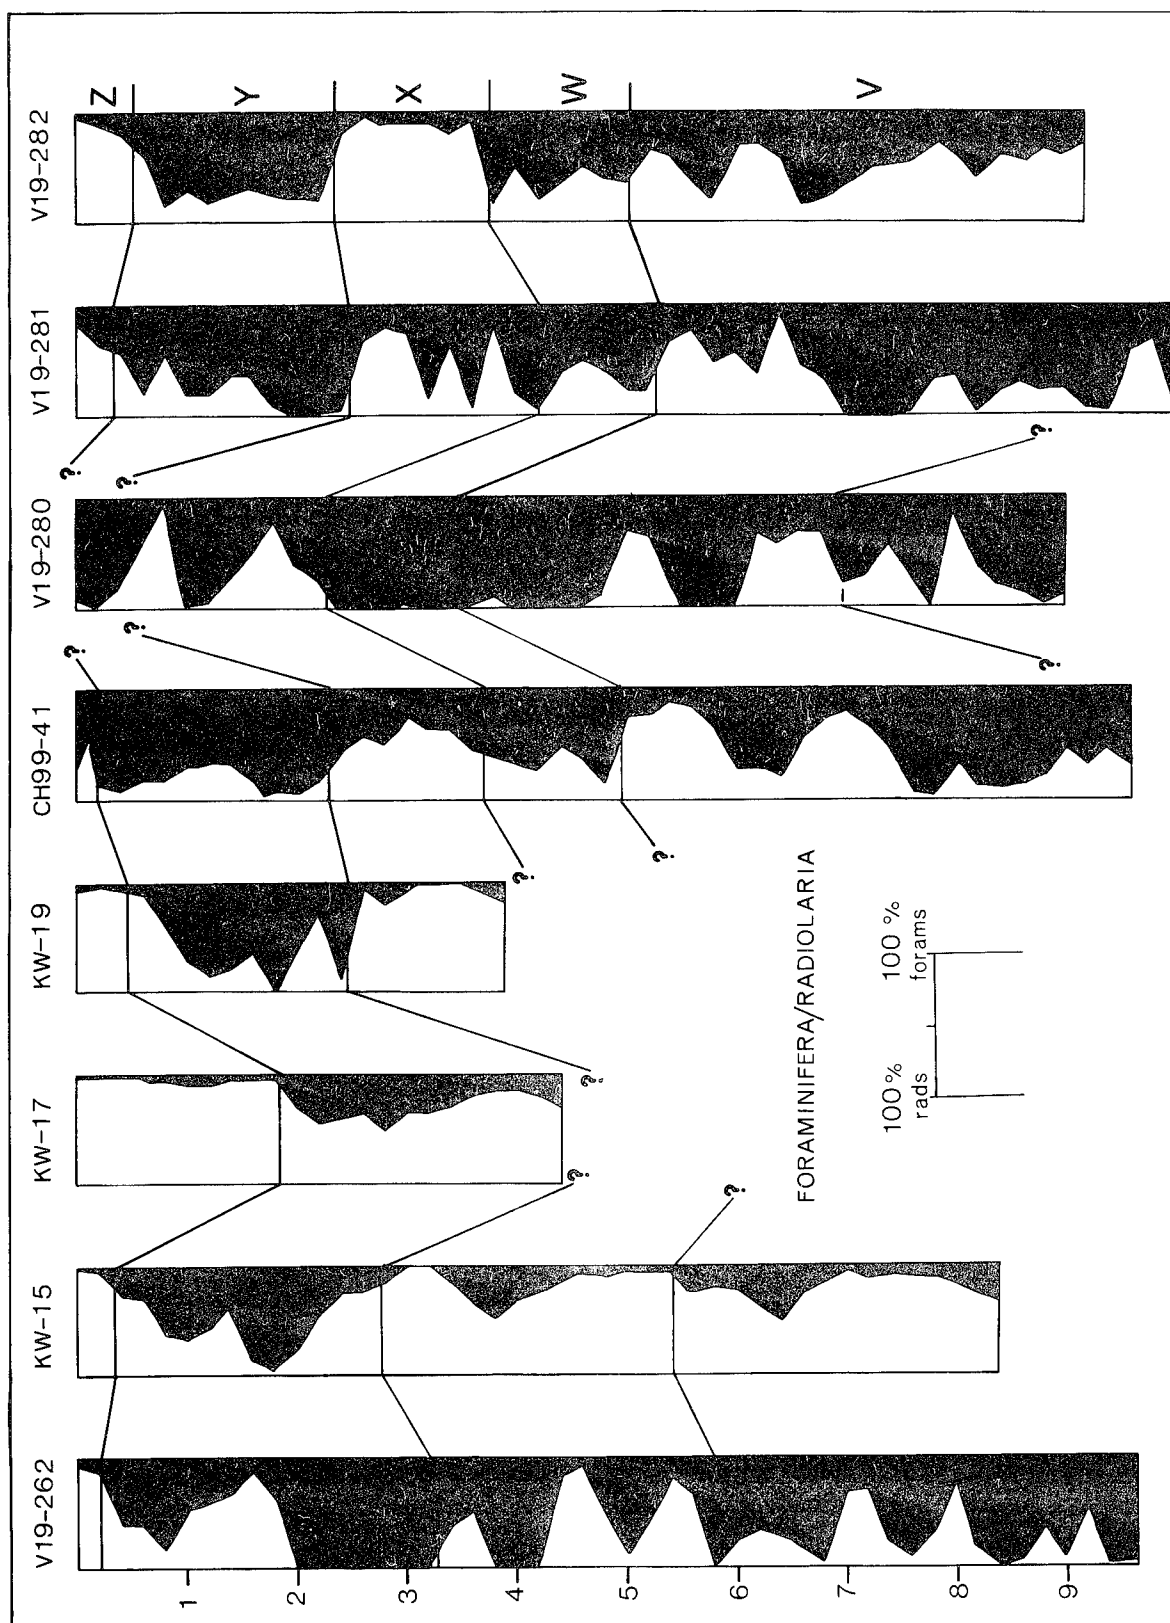 V19-262
KW-15
KW-17
KW-19
CH99-41
V19-280
V19-281
V19-282
Z
Y
X
W
V
1
2
3
4
5
6
7
8
9
?
?
?
?
?
?
?
?
?
?
?
?
FORAMINIFERA/RADIOLARIA
100% rads
100% forams